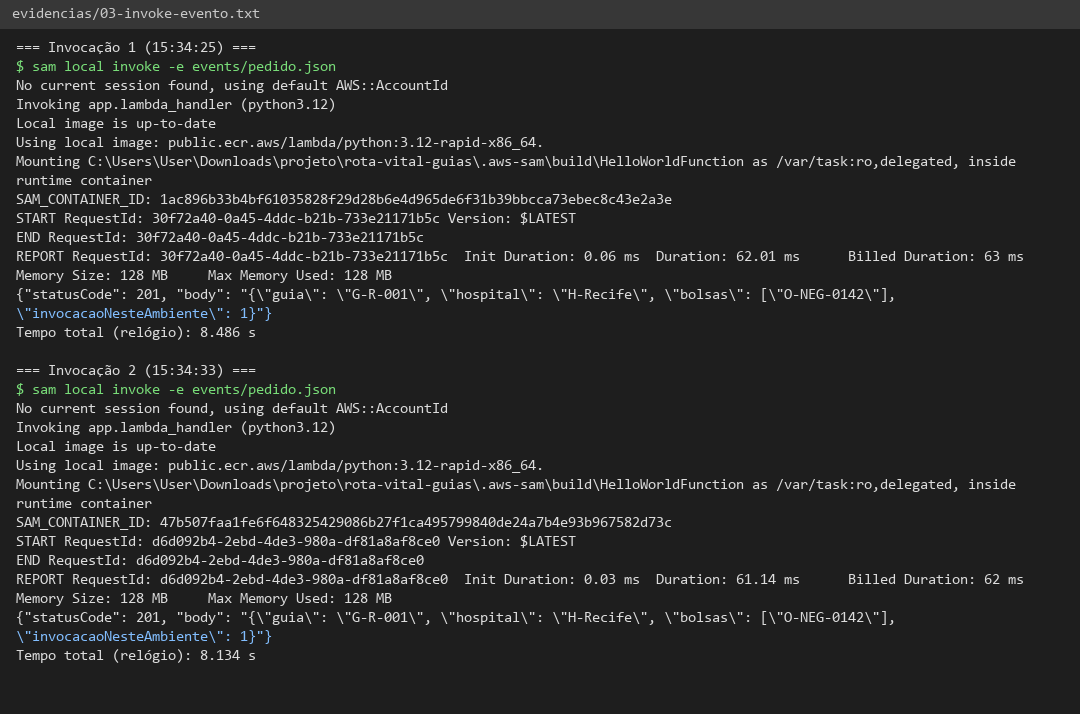 evidencias/03-invoke-evento.txt
=== Invocação 1 (15:34:25) ===
$ sam local invoke -e events/pedido.json
No current session found, using default AWS::AccountId
Invoking app.lambda_handler (python3.12)
Local image is up-to-date
Using local image: public.ecr.aws/lambda/python:3.12-rapid-x86_64.
Mounting C:\Users\User\Downloads\projeto\rota-vital-guias\.aws-sam\build\HelloWorldFunction as /var/task:ro,delegated, inside
runtime container
SAM_CONTAINER_ID: 1ac896b33b4bf61035828f29d28b6e4d965de6f31b39bbcca73ebec8c43e2a3e
START RequestId: 30f72a40-0a45-4ddc-b21b-733e21171b5c Version: $LATEST
END RequestId: 30f72a40-0a45-4ddc-b21b-733e21171b5c
REPORT RequestId: 30f72a40-0a45-4ddc-b21b-733e21171b5c  Init Duration: 0.06 ms  Duration: 62.01 ms      Billed Duration: 63 ms
Memory Size: 128 MB     Max Memory Used: 128 MB
{"statusCode": 201, "body": "{\"guia\": \"G-R-001\", \"hospital\": \"H-Recife\", \"bolsas\": [\"O-NEG-0142\"],
\"invocacaoNesteAmbiente\": 1}"}
Tempo total (relógio): 8.486 s
=== Invocação 2 (15:34:33) ===
$ sam local invoke -e events/pedido.json
No current session found, using default AWS::AccountId
Invoking app.lambda_handler (python3.12)
Local image is up-to-date
Using local image: public.ecr.aws/lambda/python:3.12-rapid-x86_64.
Mounting C:\Users\User\Downloads\projeto\rota-vital-guias\.aws-sam\build\HelloWorldFunction as /var/task:ro,delegated, inside
runtime container
SAM_CONTAINER_ID: 47b507faa1fe6f648325429086b27f1ca495799840de24a7b4e93b967582d73c
START RequestId: d6d092b4-2ebd-4de3-980a-df81a8af8ce0 Version: $LATEST
END RequestId: d6d092b4-2ebd-4de3-980a-df81a8af8ce0
REPORT RequestId: d6d092b4-2ebd-4de3-980a-df81a8af8ce0  Init Duration: 0.03 ms  Duration: 61.14 ms      Billed Duration: 62 ms
Memory Size: 128 MB     Max Memory Used: 128 MB
{"statusCode": 201, "body": "{\"guia\": \"G-R-001\", \"hospital\": \"H-Recife\", \"bolsas\": [\"O-NEG-0142\"],
\"invocacaoNesteAmbiente\": 1}"}
Tempo total (relógio): 8.134 s